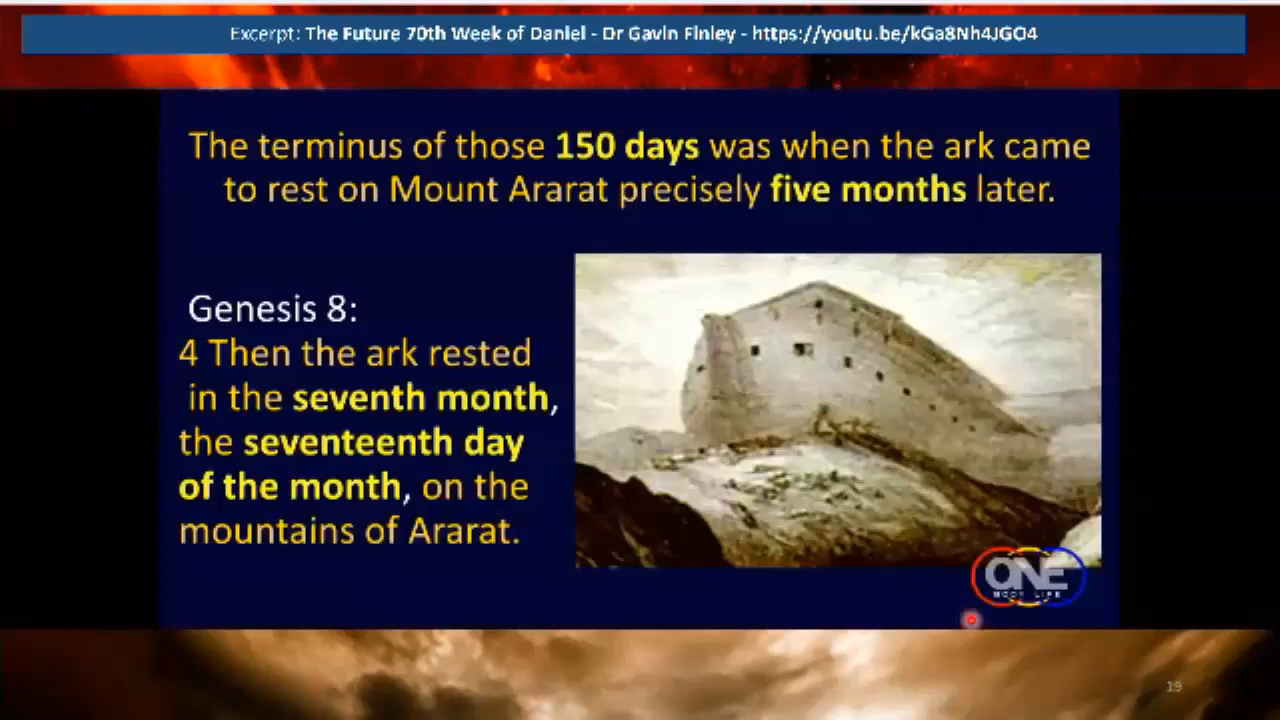 Excerpt: The Future 70th Week of Daniel - Dr Gavin Finley - https://youtu.be/kGa8Nh4JGO4
The terminus of those 150 days was when the ark came
to rest on Mount Ararat precisely five months later.
Genesis 8:
4 Then the ark rested
in the seventh month,
the seventeenth day
of the month, on the
mountains of Ararat.
ONE
BODY LIFE
19